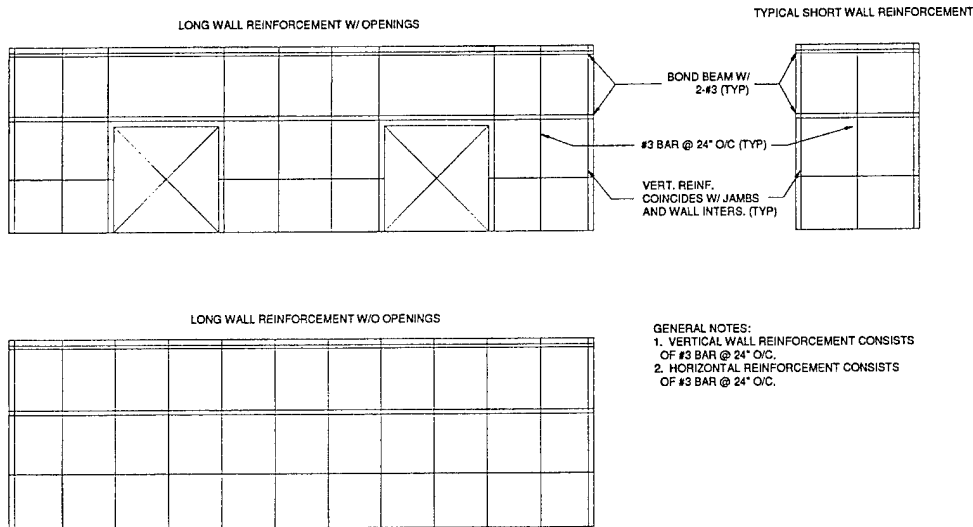 LONG WALL REINFORCEMENT W/ OPENINGS
TYPICAL SHORT WALL REINFORCEMENT
BOND BEAM W/
2-#3 (TYP)
#3 BAR @ 24" O/C (TYP)
VERT. REINF.
COINCIDES W/ JAMBS
AND WALL INTERS. (TYP)
LONG WALL REINFORCEMENT W/O OPENINGS
GENERAL NOTES:
1. VERTICAL WALL REINFORCEMENT CONSISTS
OF #3 BAR @ 24" O/C.
2. HORIZONTAL REINFORCEMENT CONSISTS
OF #3 BAR @ 24" O/C.